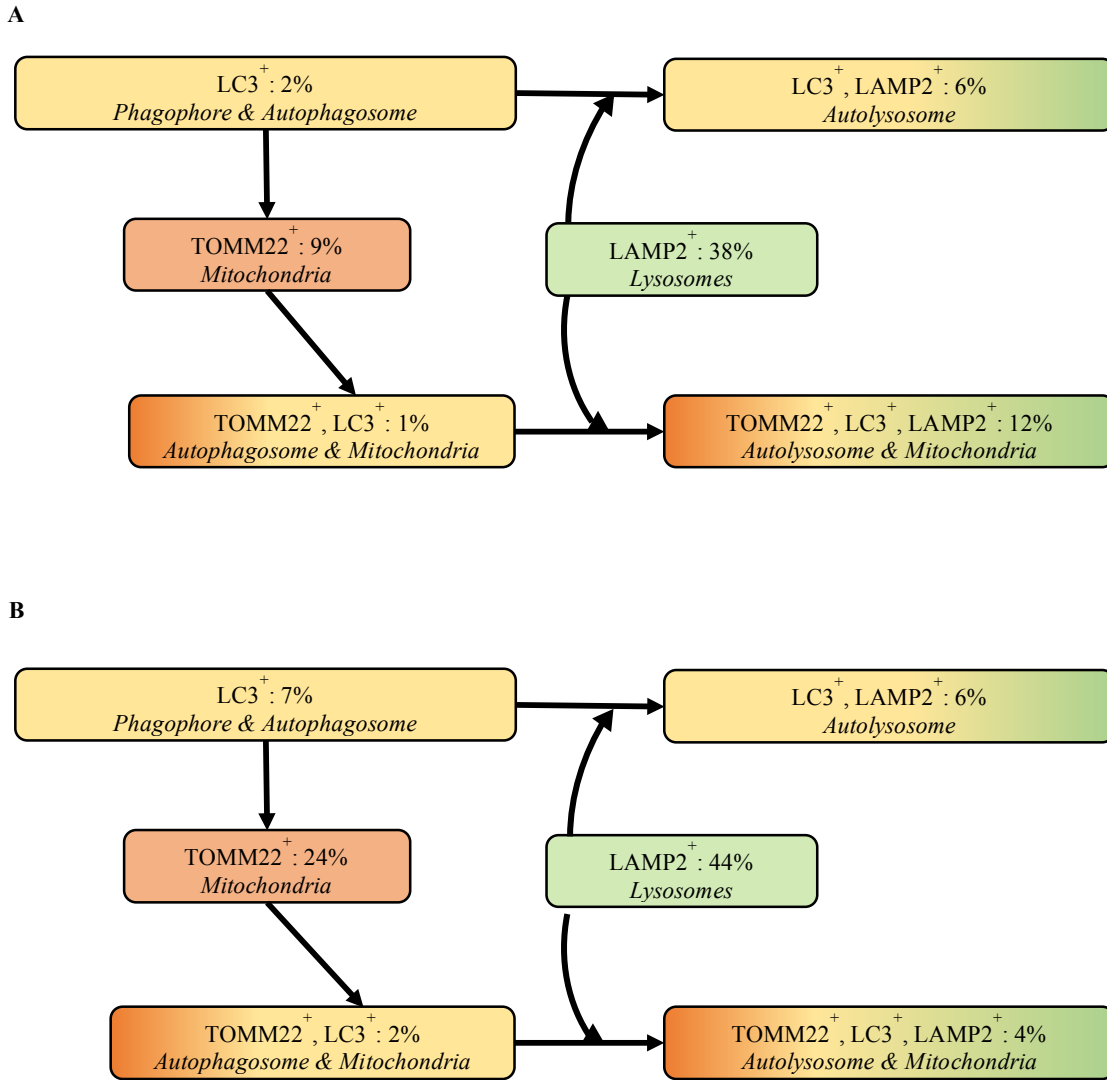 A
LC3+: 2%
Phagophore & Autophagosome
LC3+, LAMP2+: 6%
Autolysosome
TOMM22+: 9%
Mitochondria
LAMP2+: 38%
Lysosomes
TOMM22+, LC3+: 1%
Autophagosome & Mitochondria
TOMM22+, LC3+, LAMP2+: 12%
Autolysosome & Mitochondria
B
LC3+: 7%
Phagophore & Autophagosome
LC3+, LAMP2+: 6%
Autolysosome
TOMM22+: 24%
Mitochondria
LAMP2+: 44%
Lysosomes
TOMM22+, LC3+: 2%
Autophagosome & Mitochondria
TOMM22+, LC3+, LAMP2+: 4%
Autolysosome & Mitochondria